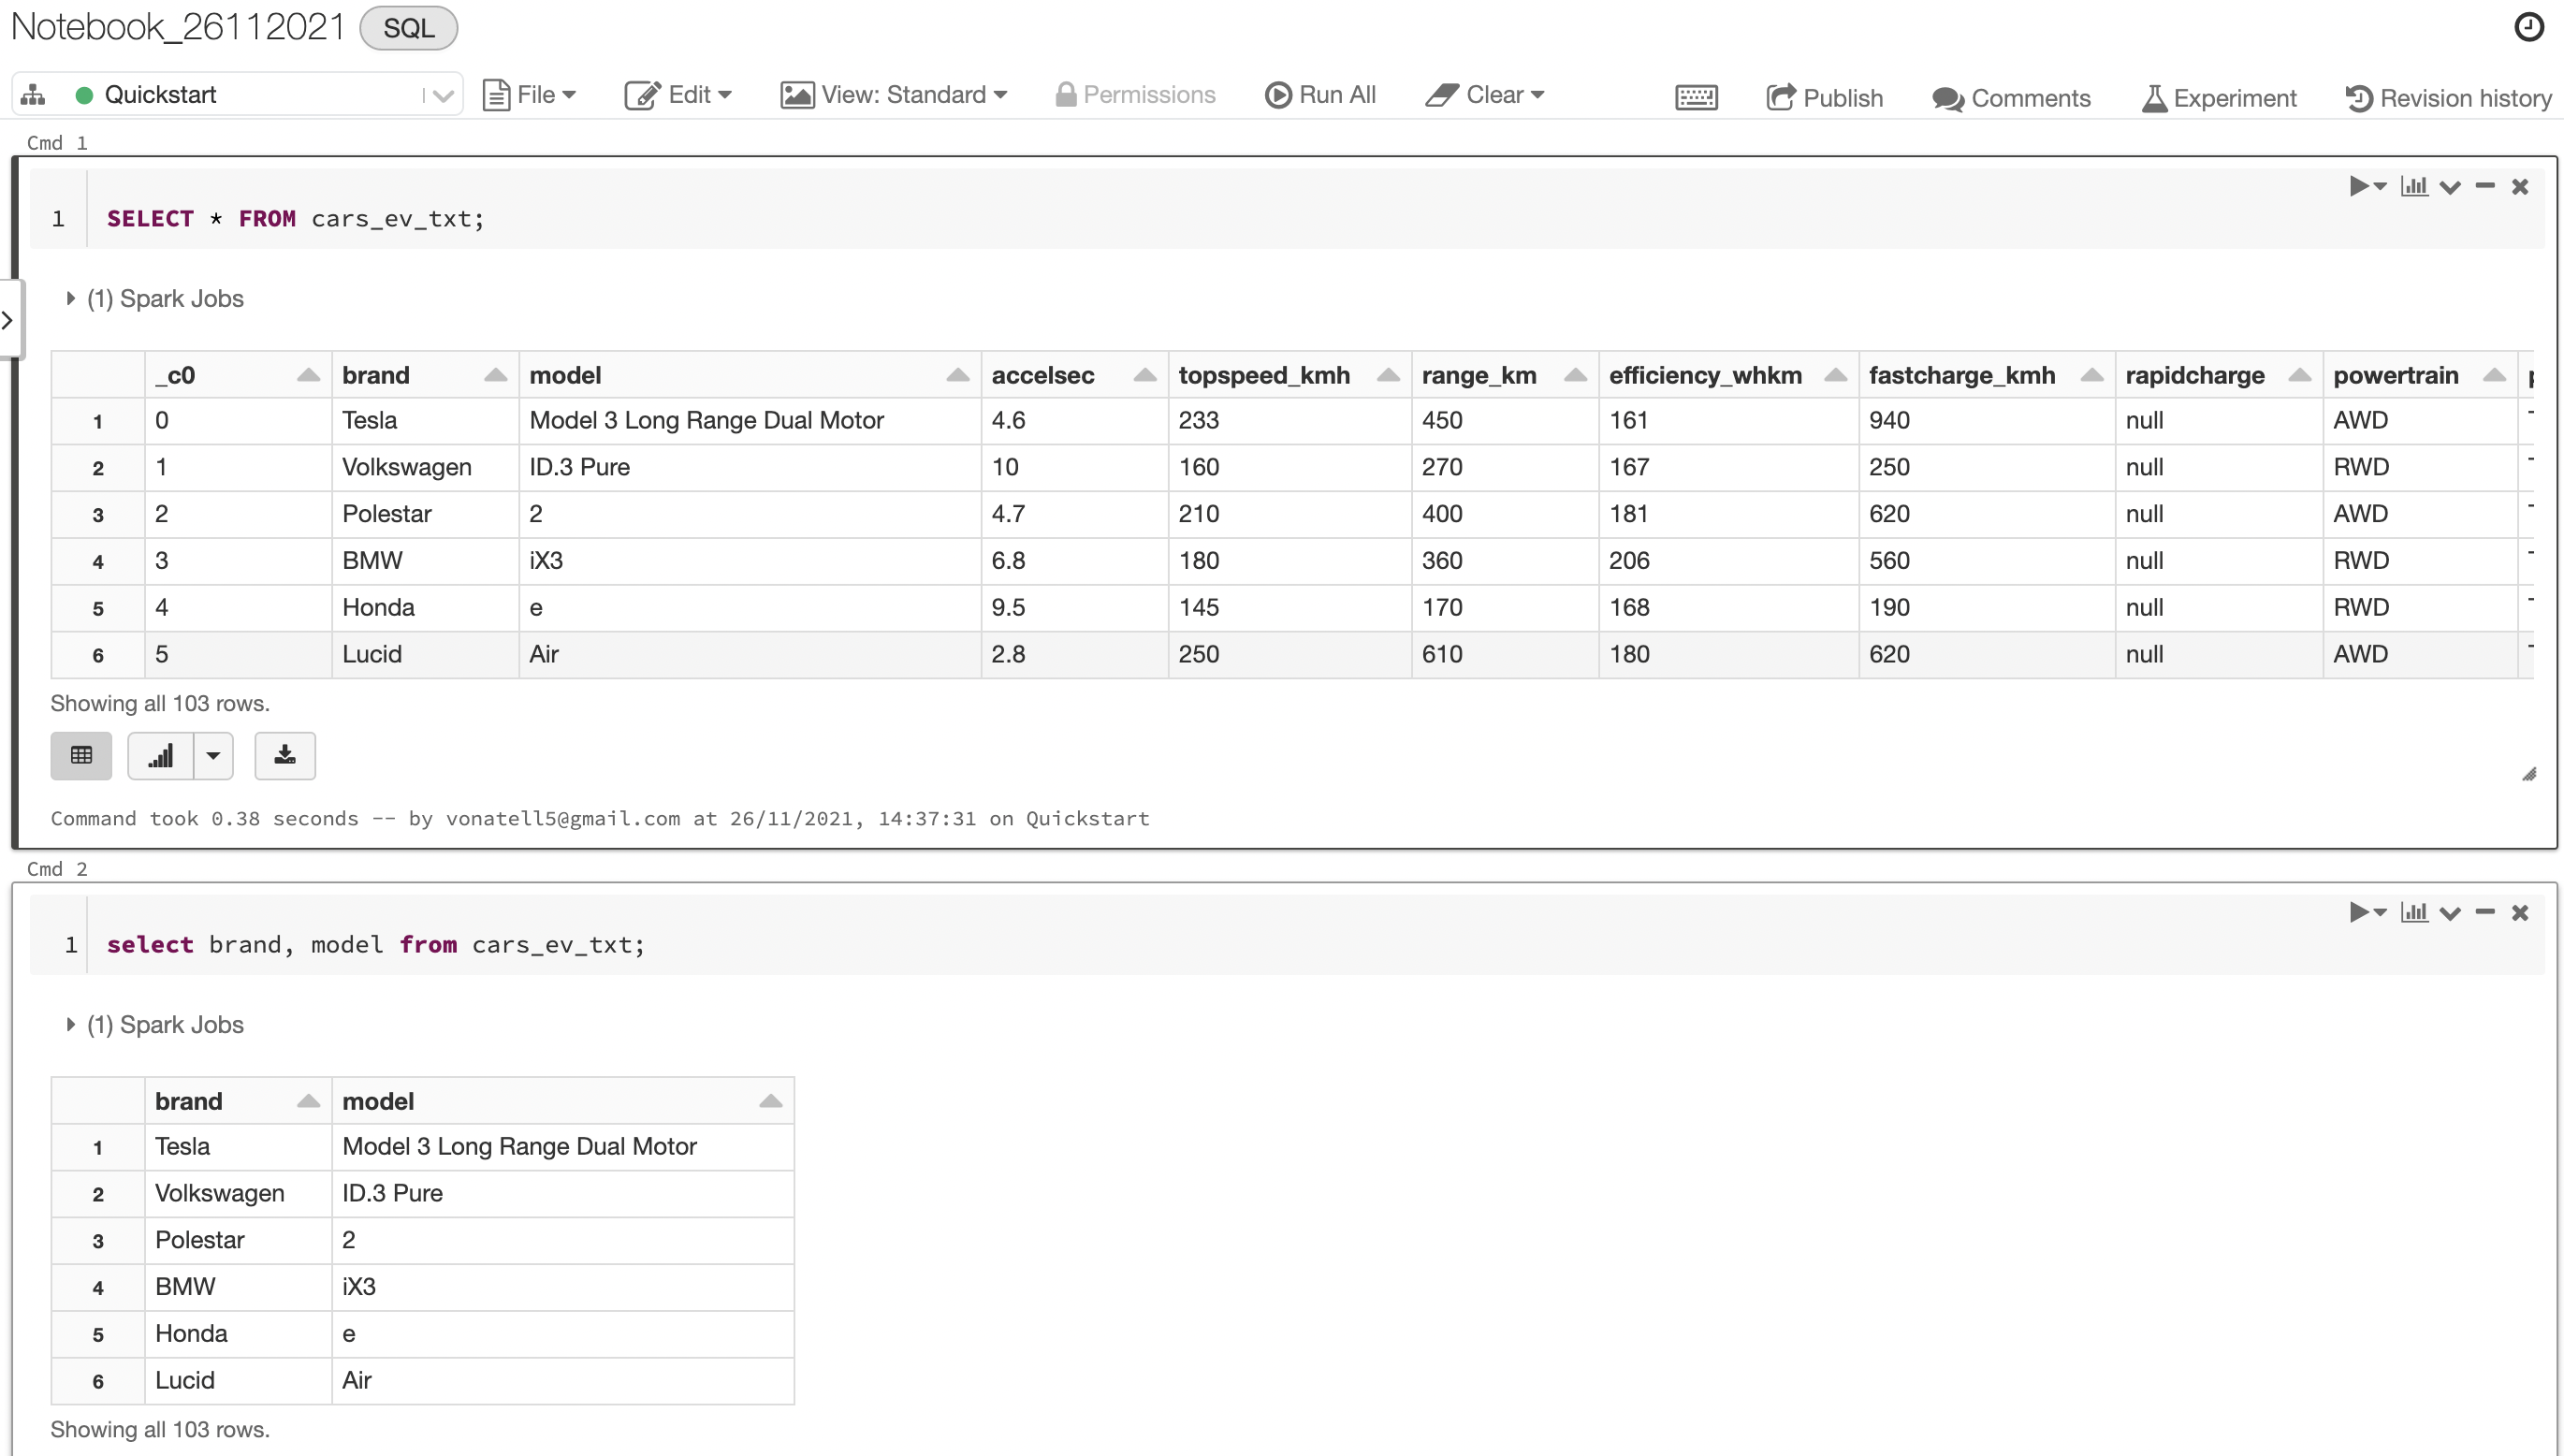 Notebook_26112021 SQL
Quickstart File Edit View: Standard Permissions Run All Clear Publish Comments Experiment Revision history
Cmd 1
1 SELECT * FROM cars_ev_txt;
(1) Spark Jobs
_c0 brand model accelsec topspeed_kmh range_km efficiency_whkm fastcharge_kmh rapidcharge powertrain
1 0 Tesla Model 3 Long Range Dual Motor 4.6 233 450 161 940 null AWD
2 1 Volkswagen ID.3 Pure 10 160 270 167 250 null RWD
3 2 Polestar 2 4.7 210 400 181 620 null AWD
4 3 BMW iX3 6.8 180 360 206 560 null RWD
5 4 Honda e 9.5 145 170 168 190 null RWD
6 5 Lucid Air 2.8 250 610 180 620 null AWD
Showing all 103 rows.
Command took 0.38 seconds -- by vonatell5@gmail.com at 26/11/2021, 14:37:31 on Quickstart
Cmd 2
1 select brand, model from cars_ev_txt;
(1) Spark Jobs
brand model
1 Tesla Model 3 Long Range Dual Motor
2 Volkswagen ID.3 Pure
3 Polestar 2
4 BMW iX3
5 Honda e
6 Lucid Air
Showing all 103 rows.